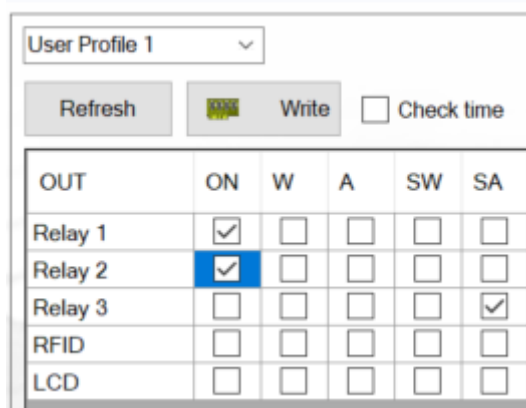 User Profile 1
Refresh Write Check time
OUT ON W A SW SA
Relay 1
Relay 2
Relay 3
RFID
LCD